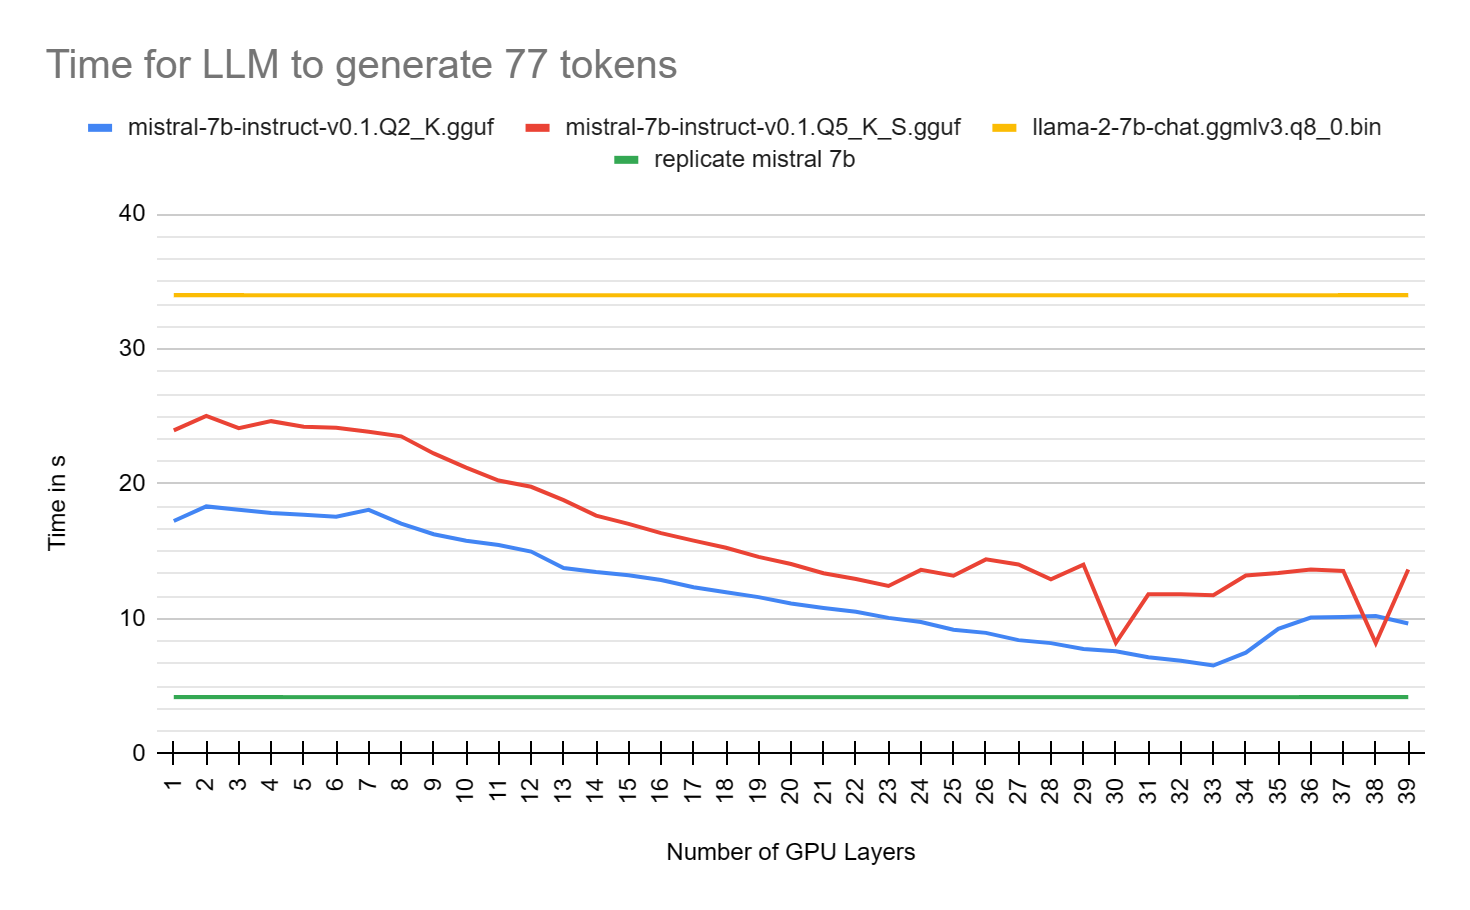 Time for LLM to generate 77 tokens
mistral-7b-instruct-v0.1.Q2_K.gguf mistral-7b-instruct-v0.1.Q5_K_S.gguf llama-2-7b-chat.ggmlv3.q8_0.bin
replicate mistral 7b
40
30
20
10
0
Time in s
1 2 3 4 5 6 7 8 9 10 11 12 13 14 15 16 17 18 19 20 21 22 23 24 25 26 27 28 29 30 31 32 33 34 35 36 37 38 39
Number of GPU Layers